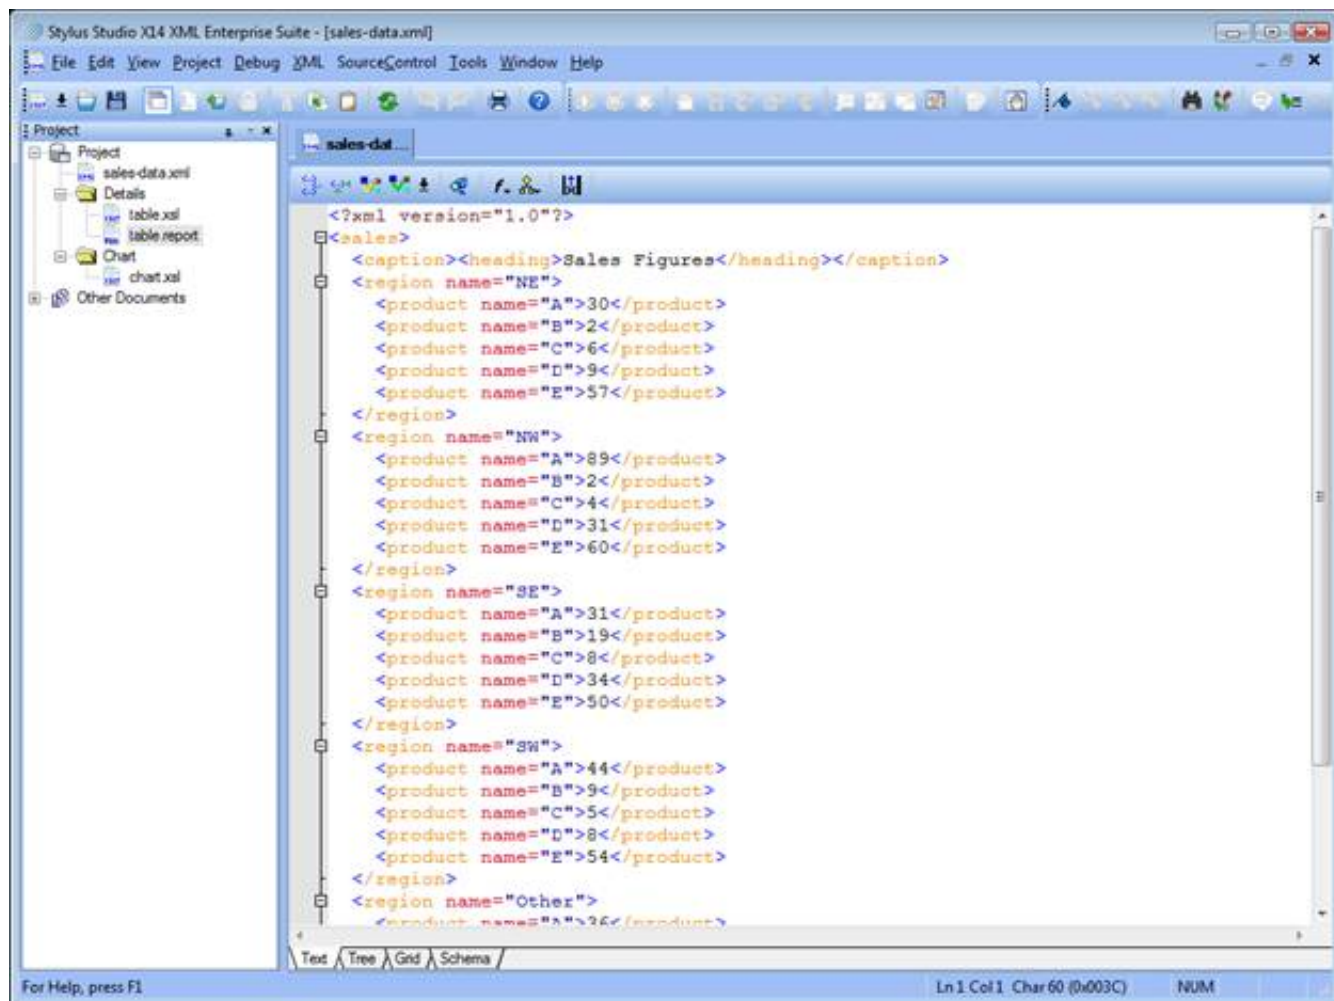 Stylus Studio X14 XML Enterprise Suite - [sales-data.xml]
File Edit View Project Debug XML SourceControl Tools Window Help
Project
sales-dat...
Project
sales-data.xml
Details
table.xsl
table.report
Chart
chart.xsl
Other Documents
<?xml version="1.0"?>
<sales>
<caption><heading>Sales Figures</heading></caption>
<region name="NE">
<product name="A">30</product>
<product name="B">2</product>
<product name="C">6</product>
<product name="D">9</product>
<product name="E">57</product>
</region>
<region name="NW">
<product name="A">89</product>
<product name="B">2</product>
<product name="C">4</product>
<product name="D">31</product>
<product name="E">60</product>
</region>
<region name="SE">
<product name="A">31</product>
<product name="B">19</product>
<product name="C">8</product>
<product name="D">34</product>
<product name="E">50</product>
</region>
<region name="SW">
<product name="A">44</product>
<product name="B">9</product>
<product name="C">5</product>
<product name="D">8</product>
<product name="E">54</product>
</region>
<region name="Other">
<product name="A">36</product>
Text Tree Grid Schema
For Help, press F1
Ln 1 Col 1 Char 60 (0x003C) NUM